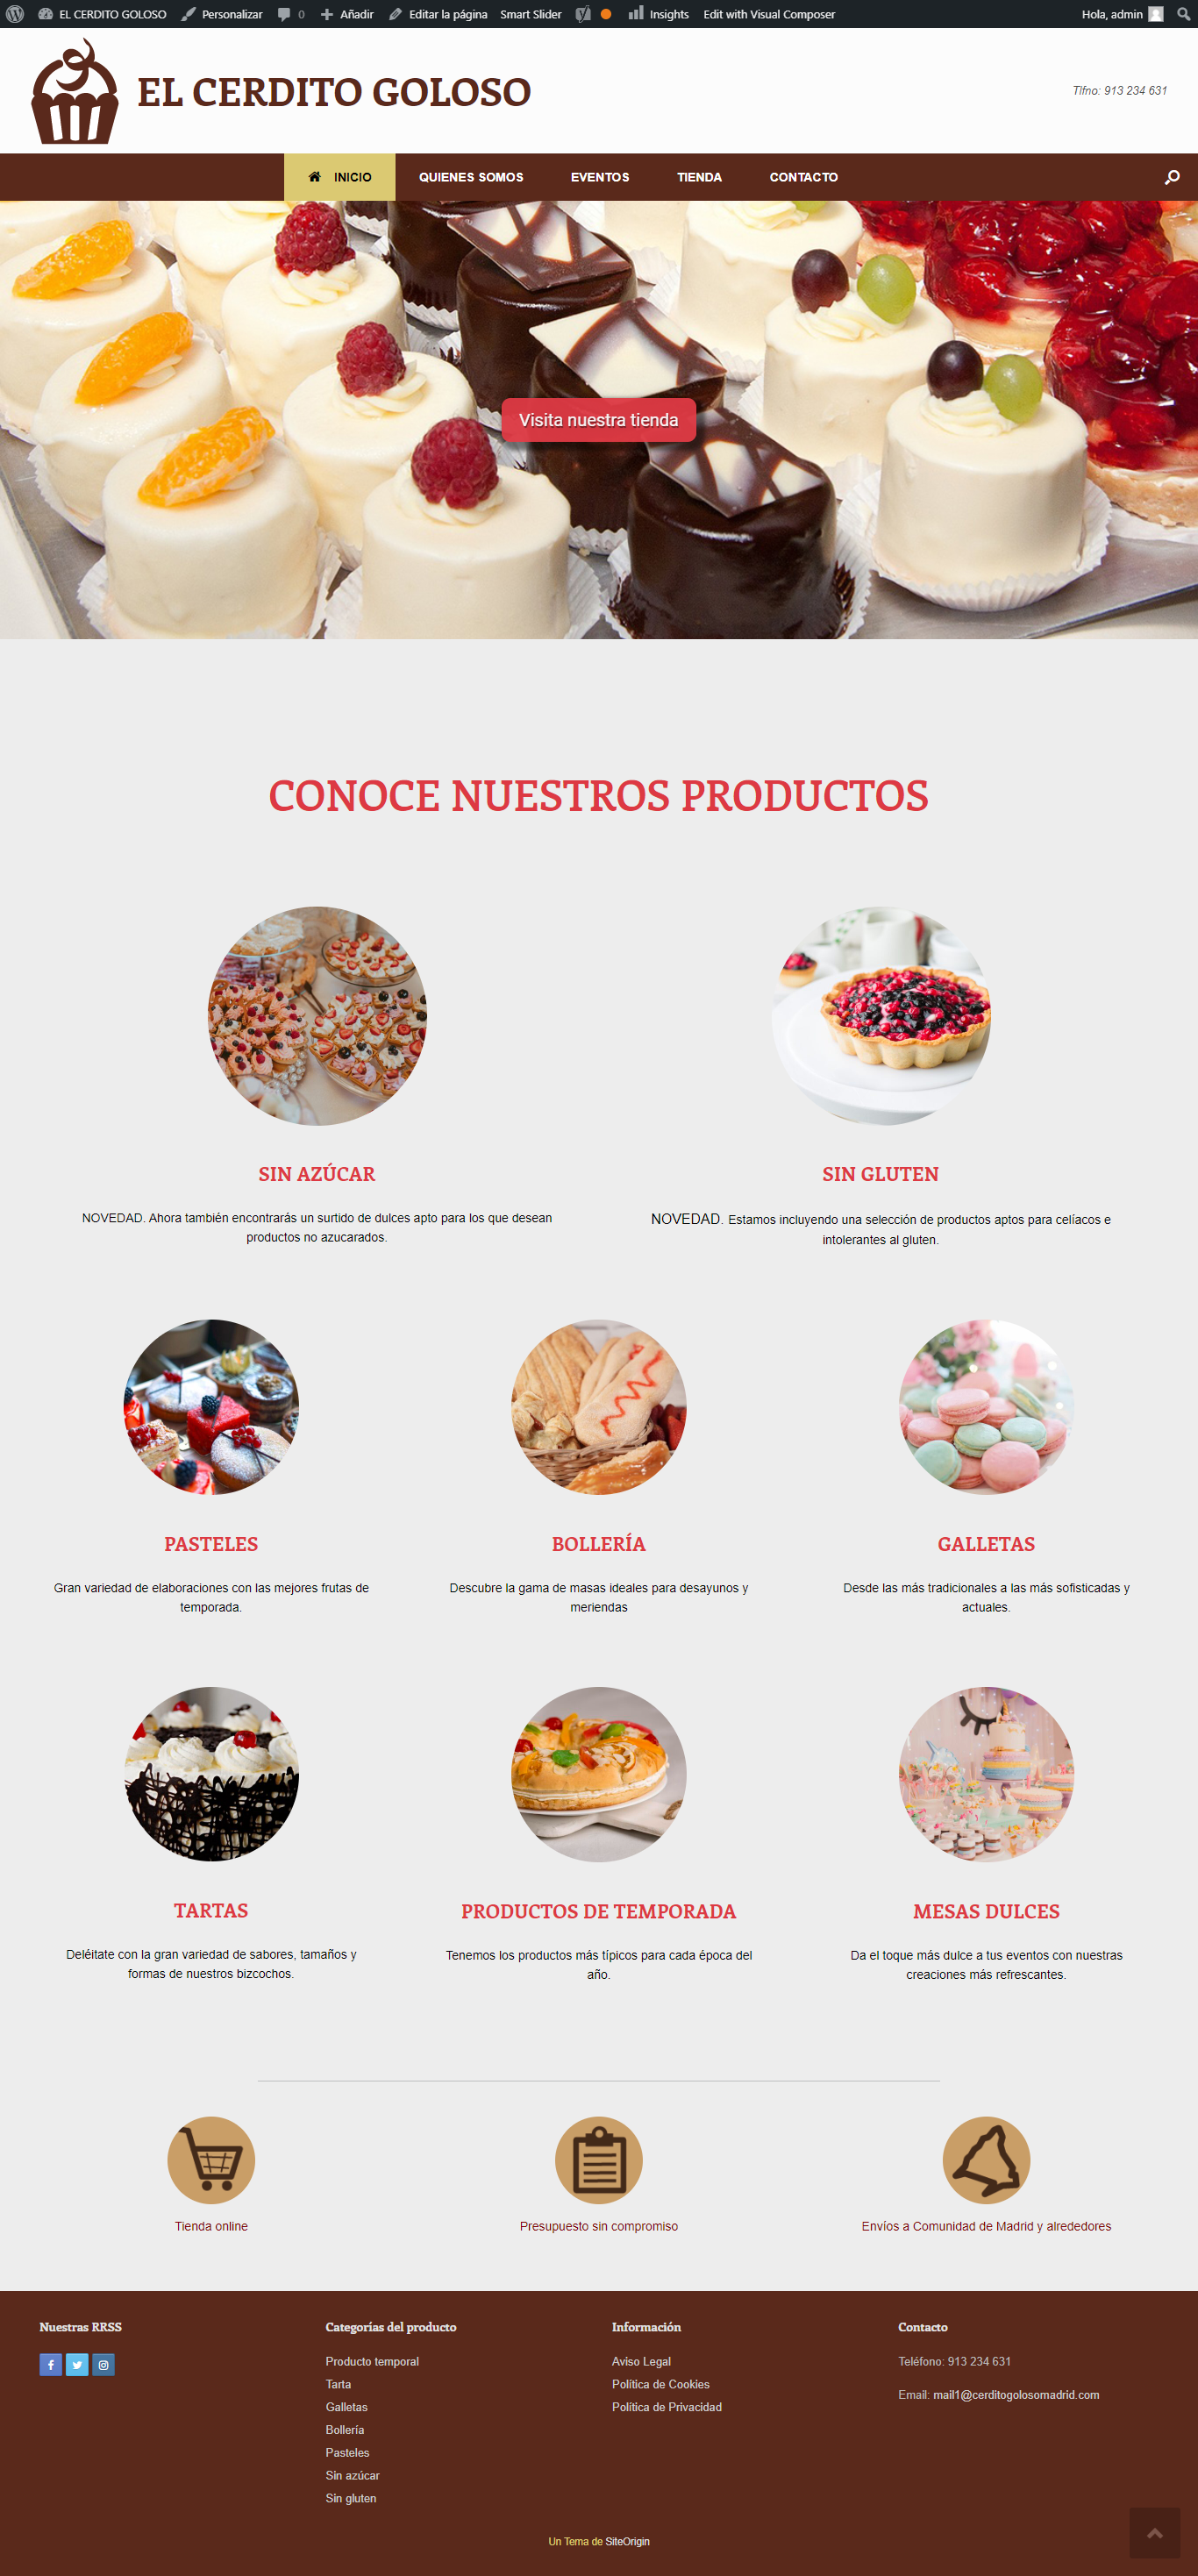 EL CERDITO GOLOSO Personalizar 0 Añadir Editar la página Smart Slider Insights Edit with Visual Composer Hola, admin
EL CERDITO GOLOSO
Tlfno: 913 234 631
INICIO QUIENES SOMOS EVENTOS TIENDA CONTACTO
Visita nuestra tienda
CONOCE NUESTROS PRODUCTOS
SIN AZÚCAR
NOVEDAD. Ahora también encontrarás un surtido de dulces apto para los que desean
productos no azucarados.
SIN GLUTEN
NOVEDAD. Estamos incluyendo una selección de productos aptos para celíacos e
intolerantes al gluten.
PASTELES
Gran variedad de elaboraciones con las mejores frutas de
temporada.
BOLLERÍA
Descubre la gama de masas ideales para desayunos y
meriendas
GALLETAS
Desde las más tradicionales a las más sofisticadas y
actuales.
TARTAS
Deléitate con la gran variedad de sabores, tamaños y
formas de nuestros bizcochos.
PRODUCTOS DE TEMPORADA
Tenemos los productos más típicos para cada época del
año.
MESAS DULCES
Da el toque más dulce a tus eventos con nuestras
creaciones más refrescantes.
Tienda online
Presupuesto sin compromiso
Envíos a Comunidad de Madrid y alrededores
Nuestras RRSS
Categorías del producto
Producto temporal
Tarta
Galletas
Bollería
Pasteles
Sin azúcar
Sin gluten
Información
Aviso Legal
Política de Cookies
Política de Privacidad
Contacto
Teléfono: 913 234 631
Email: mail1@cerditogolosomadrid.com
Un Tema de SiteOrigin